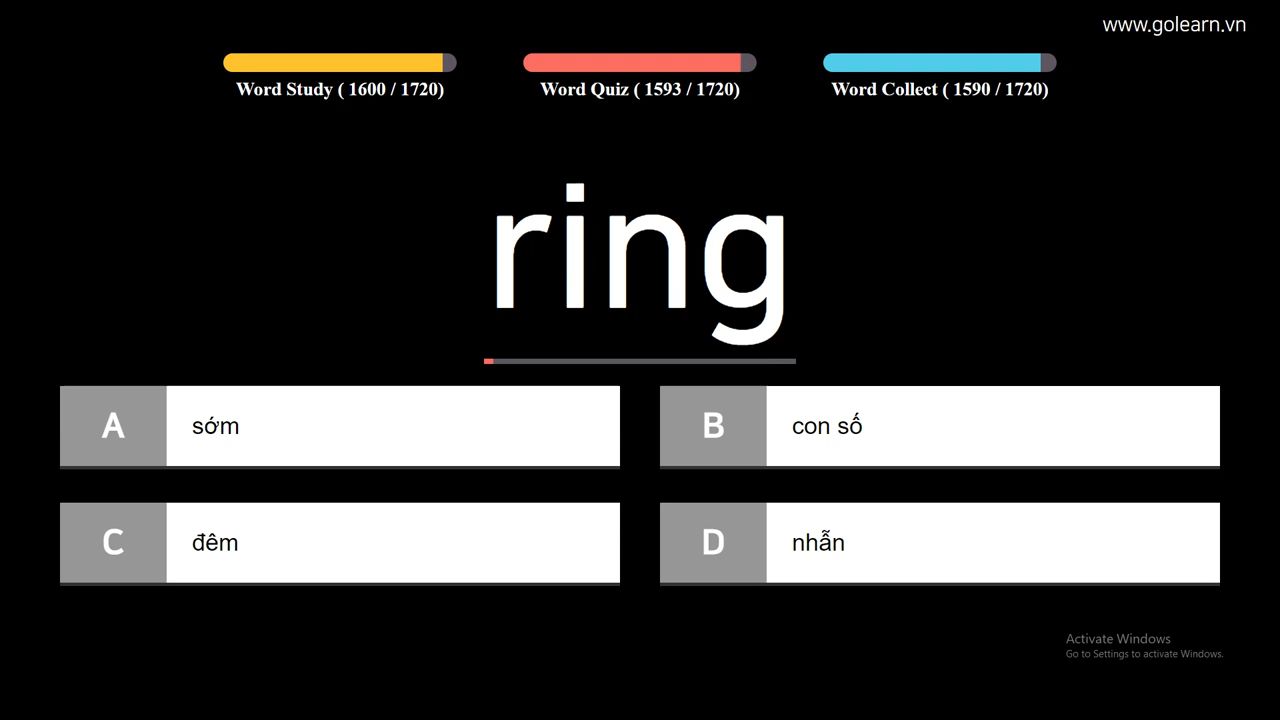 www.golearn.vn
Word Study ( 1600 / 1720)
Word Quiz ( 1593 / 1720)
Word Collect ( 1590 / 1720)
ring
A sớm
B con số
C đêm
D nhẫn
Activate Windows
Go to Settings to activate Windows.